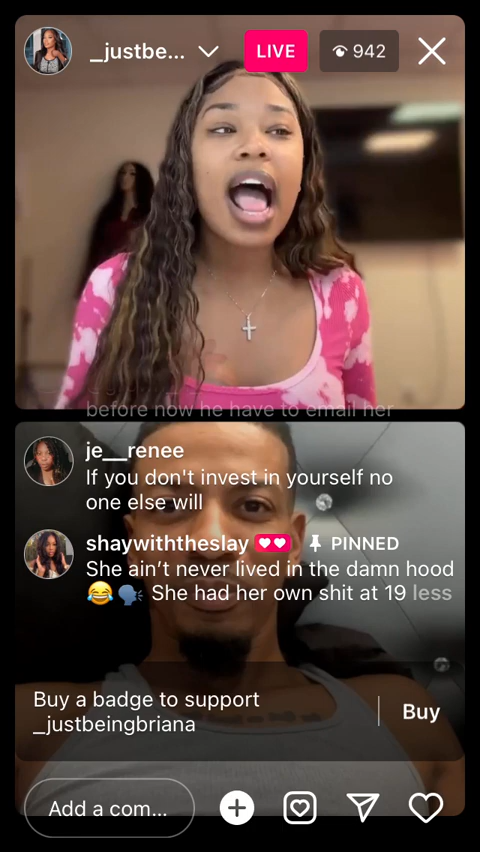 _justbe...
LIVE
942
before now he have to email her
je__renee
If you don't invest in yourself no
one else will
shaywiththeslay PINNED
She ain’t never lived in the damn hood
😂🗣️ She had her own shit at 19 less
Buy a badge to support
_justbeingbriana
Buy
Add a com...